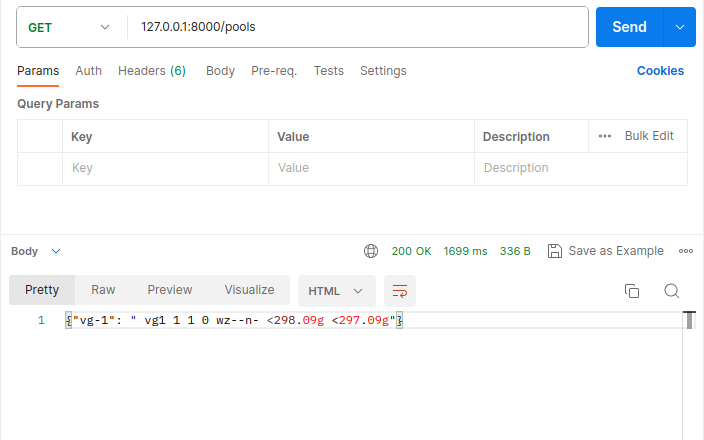 GET 127.0.0.1:8000/pools Send
Params Auth Headers (6) Body Pre-req. Tests Settings Cookies
Query Params
Key Value Description Bulk Edit
Key Value Description
Body 200 OK 1699 ms 336 B Save as Example
Pretty Raw Preview Visualize HTML
1 {"vg-1": " vg1 1 1 0 wz--n- <298.09g <297.09g"}